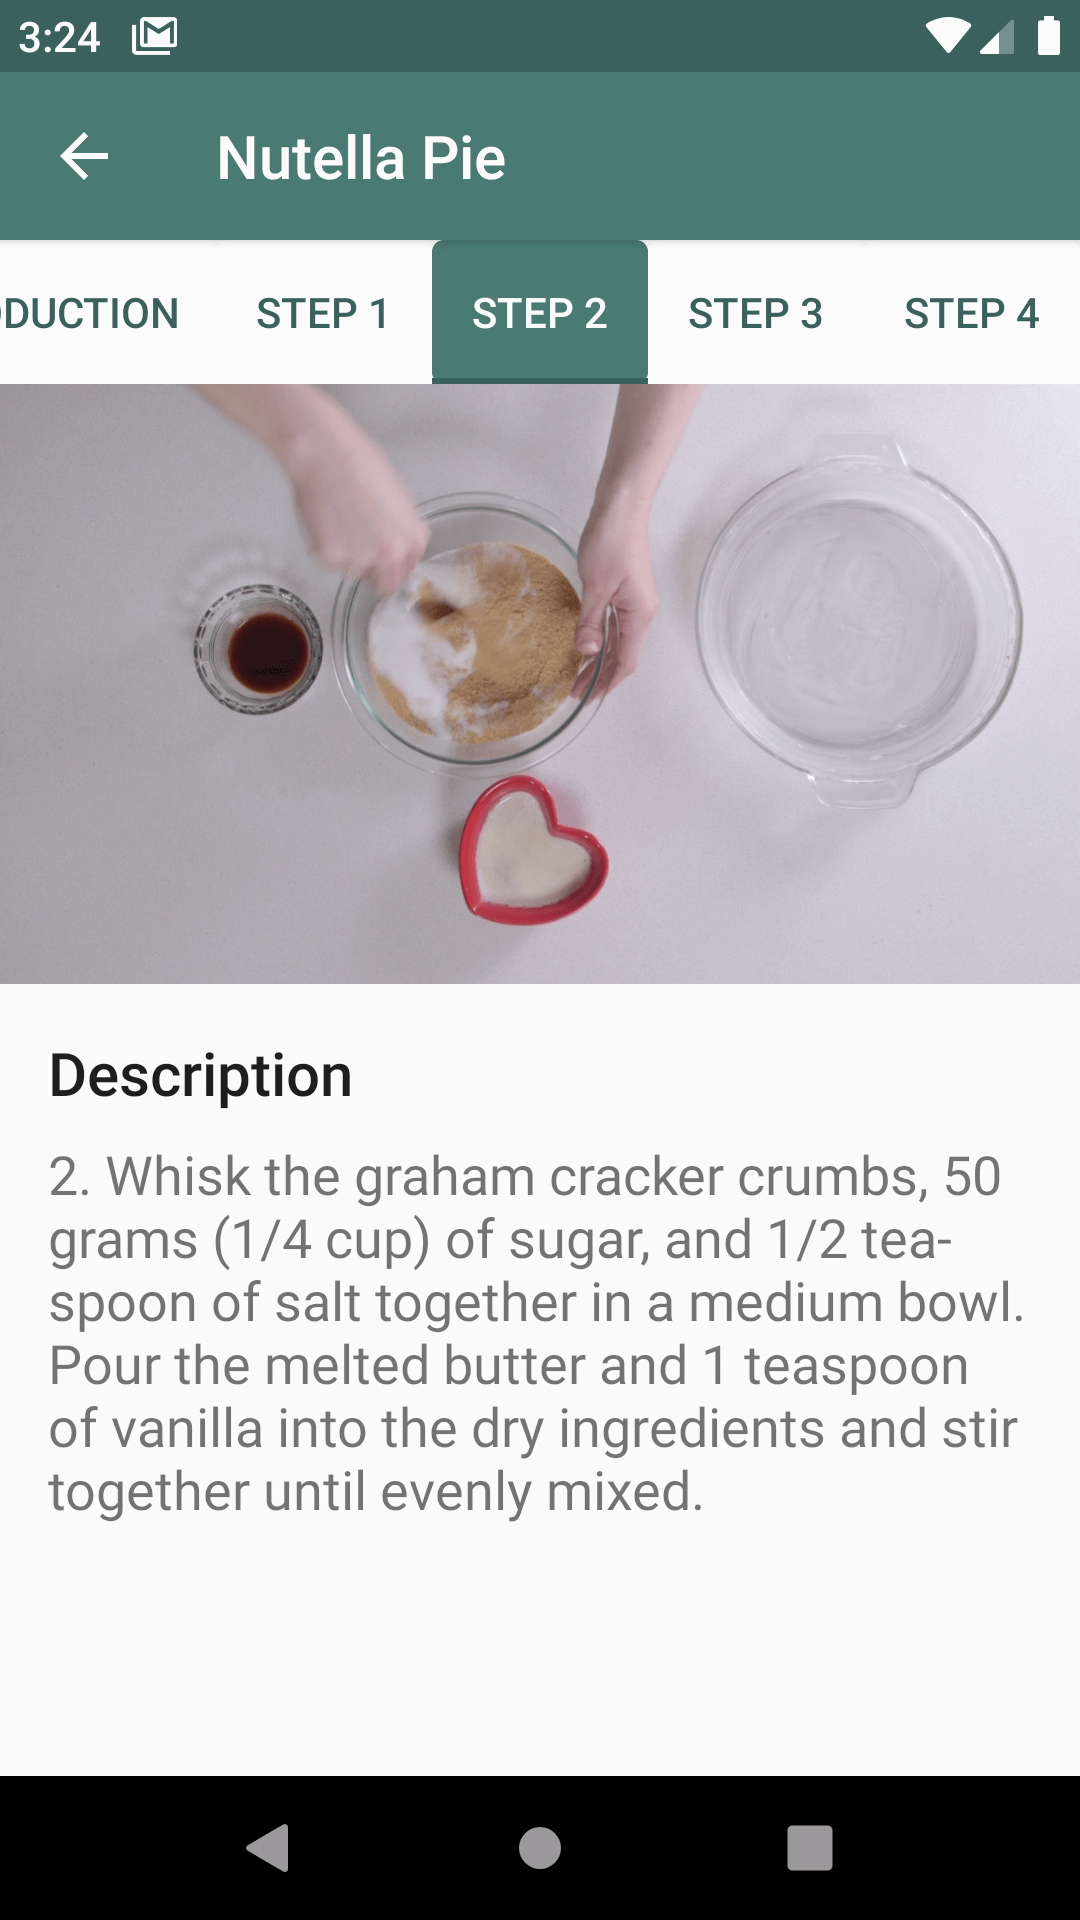 3:24
Nutella Pie
DUCTION STEP 1 STEP 2 STEP 3 STEP 4
Description
2. Whisk the graham cracker crumbs, 50
grams (1/4 cup) of sugar, and 1/2 tea-
spoon of salt together in a medium bowl.
Pour the melted butter and 1 teaspoon
of vanilla into the dry ingredients and stir
together until evenly mixed.